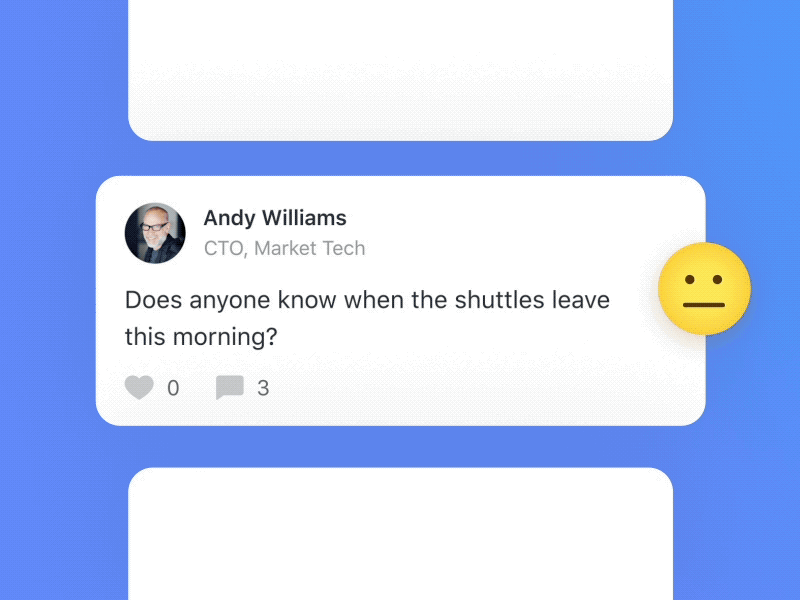 Andy Williams
CTO, Market Tech
Does anyone know when the shuttles leave
this morning?
0 3